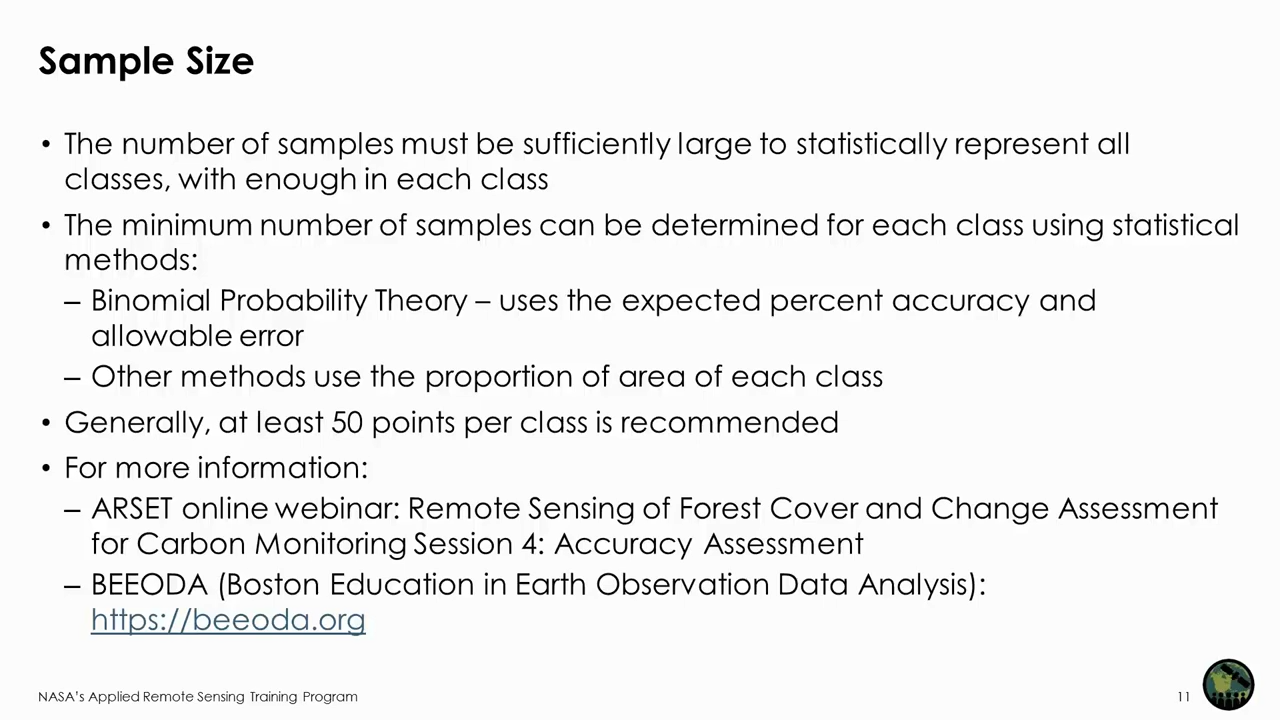 Sample Size
• The number of samples must be sufficiently large to statistically represent all
classes, with enough in each class
• The minimum number of samples can be determined for each class using statistical
methods:
– Binomial Probability Theory – uses the expected percent accuracy and
allowable error
– Other methods use the proportion of area of each class
• Generally, at least 50 points per class is recommended
• For more information:
– ARSET online webinar: Remote Sensing of Forest Cover and Change Assessment
for Carbon Monitoring Session 4: Accuracy Assessment
– BEEODA (Boston Education in Earth Observation Data Analysis):
https://beeoda.org
NASA's Applied Remote Sensing Training Program
11